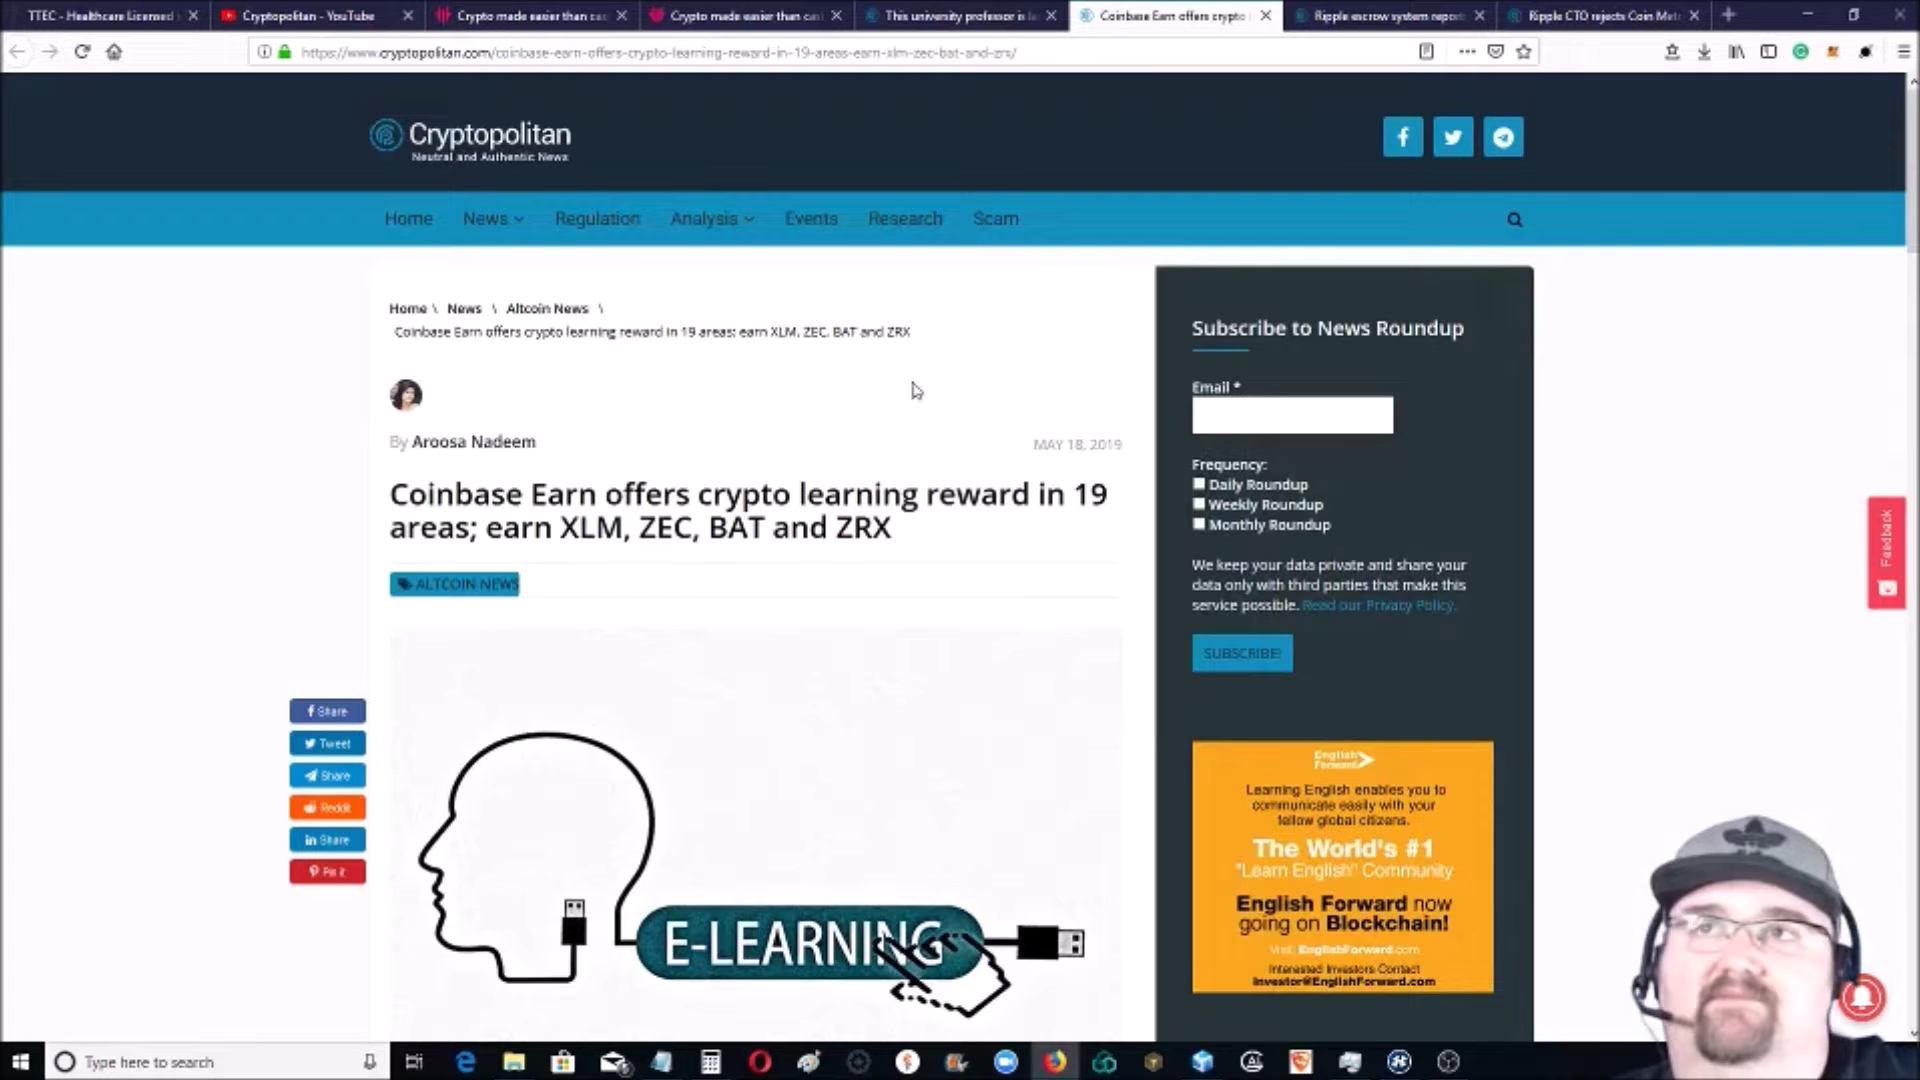 TTEC - Healthcare Licensed
Cryptopolitan - YouTube
Crypto made easier than ca
Crypto made easier than ca
This university professor is
Coinbase Earn offers crypto
Ripple escrow system repor
Ripple CTO rejects Coin Met
https://www.cryptopolitan.com/coinbase-earn-offers-crypto-learning-reward-in-19-areas-earn-xlm-zec-bat-and-zrx/
Cryptopolitan
Neutral and Authentic News
Home News Regulation Analysis Events Research Scam
Home \ News \ Altcoin News \
Coinbase Earn offers crypto learning reward in 19 areas; earn XLM, ZEC, BAT and ZRX
By Aroosa Nadeem
MAY 18, 2019
Coinbase Earn offers crypto learning reward in 19
areas; earn XLM, ZEC, BAT and ZRX
ALTCOIN NEWS
Share
Tweet
Share
Reddit
in Share
Pin it
E-LEARNING
Subscribe to News Roundup
Email *
Frequency:
Daily Roundup
Weekly Roundup
Monthly Roundup
We keep your data private and share your
data only with third parties that make this
service possible. Read our Privacy Policy.
SUBSCRIBE!
English
Forward
Learning English enables you to
communicate easily with your
fellow global citizens.
The World's #1
"Learn English" Community
English Forward now
going on Blockchain!
Visit: EnglishForward.com
Interested Investors Contact
Investor@EnglishForward.com
Feedback
Type here to search